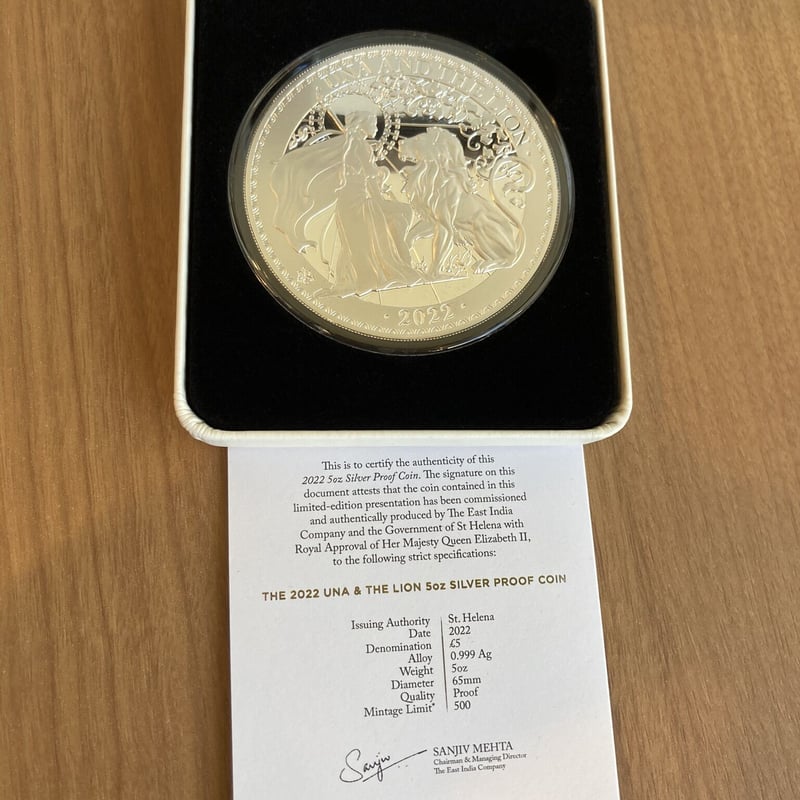 UNA AND THE LION
· 2022 ·
This is to certify the authenticity of this
2022 5oz Silver Proof Coin. The signature on this
document attests that the coin contained in this
limited-edition presentation has been commissioned
and authentically produced by The East India
Company and the Government of St Helena with
Royal Approval of Her Majesty Queen Elizabeth II,
to the following strict specifications:
THE 2022 UNA & THE LION 5oz SILVER PROOF COIN
Issuing Authority St. Helena
Date 2022
Denomination £5
Alloy 0.999 Ag
Weight 5oz
Diameter 65mm
Quality Proof
Mintage Limit* 500
Sanjiv
SANJIV MEHTA
Chairman & Managing Director
The East India Company